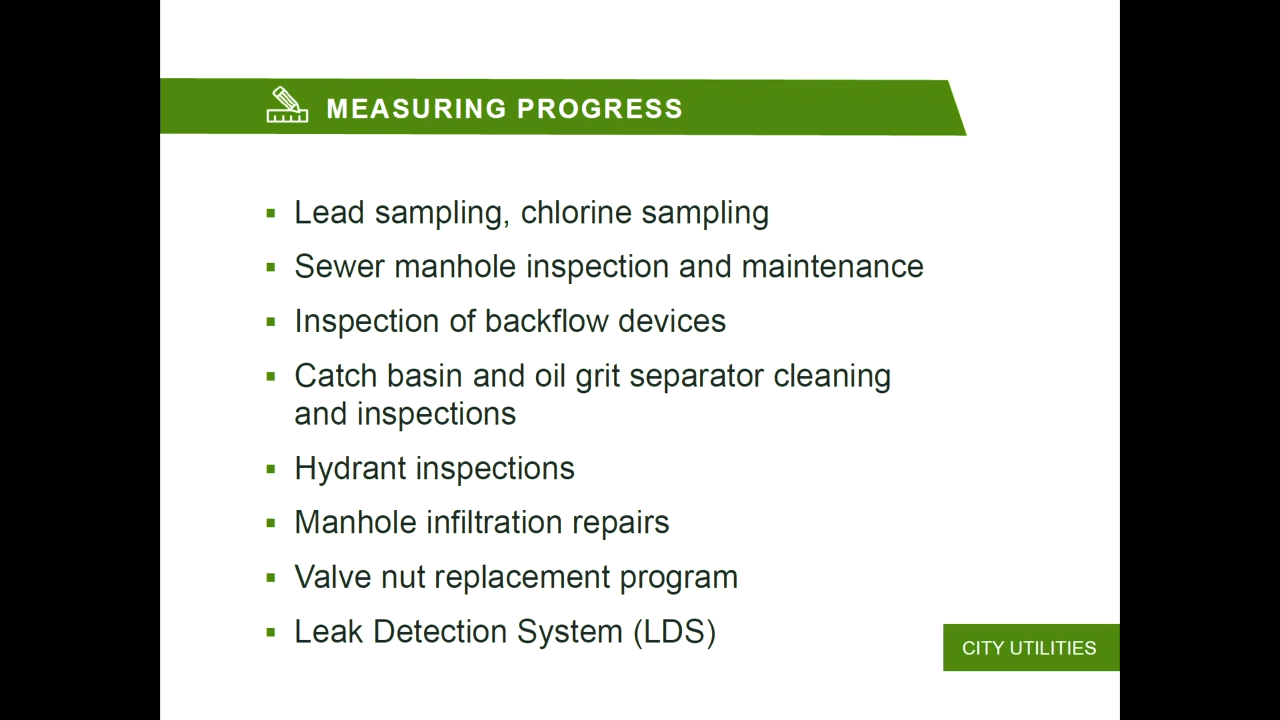 MEASURING PROGRESS
Lead sampling, chlorine sampling
Sewer manhole inspection and maintenance
Inspection of backflow devices
Catch basin and oil grit separator cleaning
and inspections
Hydrant inspections
Manhole infiltration repairs
Valve nut replacement program
Leak Detection System (LDS)
CITY UTILITIES